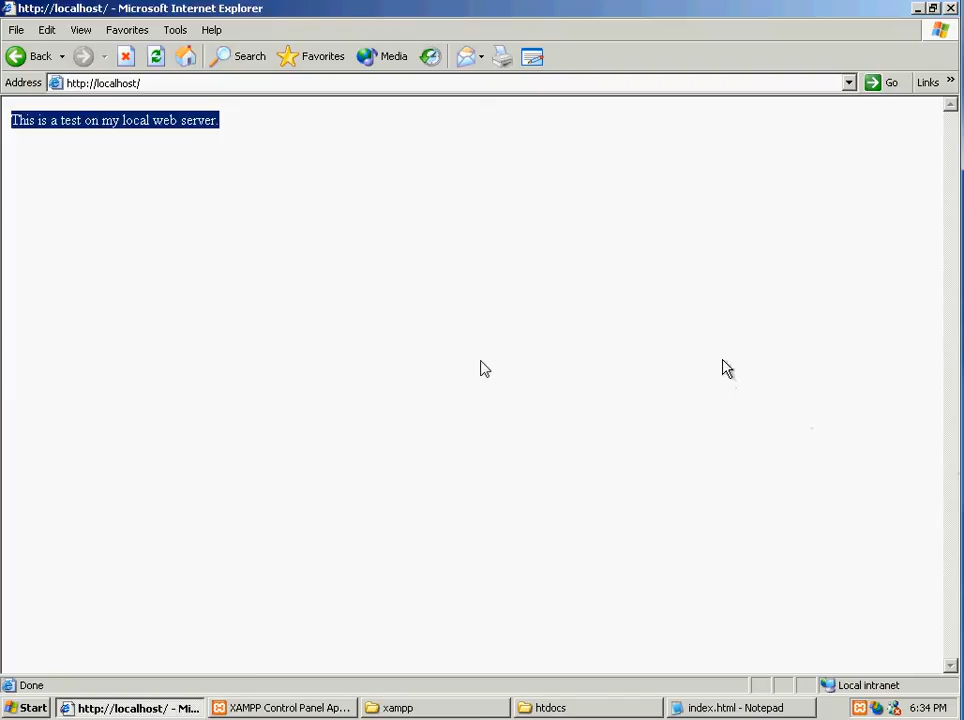 http://localhost/ - Microsoft Internet Explorer
File Edit View Favorites Tools Help
Back Search Favorites Media
Address http://localhost/ Go Links »
This is a test on my local web server.
Done Local intranet
Start http://localhost/ - Mi... XAMPP Control Panel Ap... xampp htdocs index.html - Notepad 6:34 PM